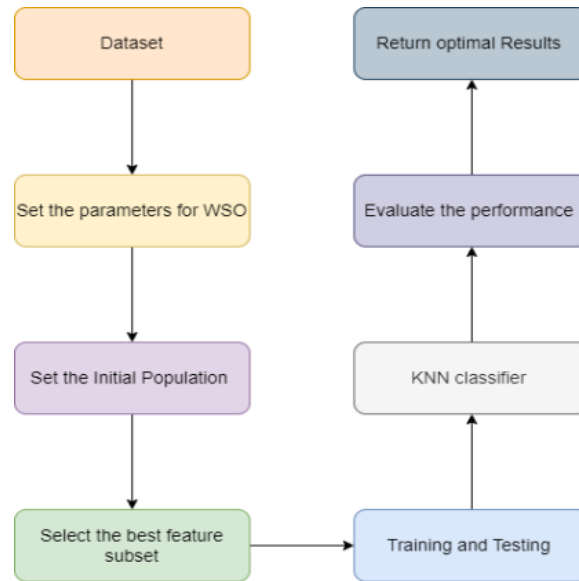 Dataset
Set the parameters for WSO
Set the Initial Population
Select the best feature
subset
Training and Testing
KNN classifier
Evaluate the performance
Return optimal Results